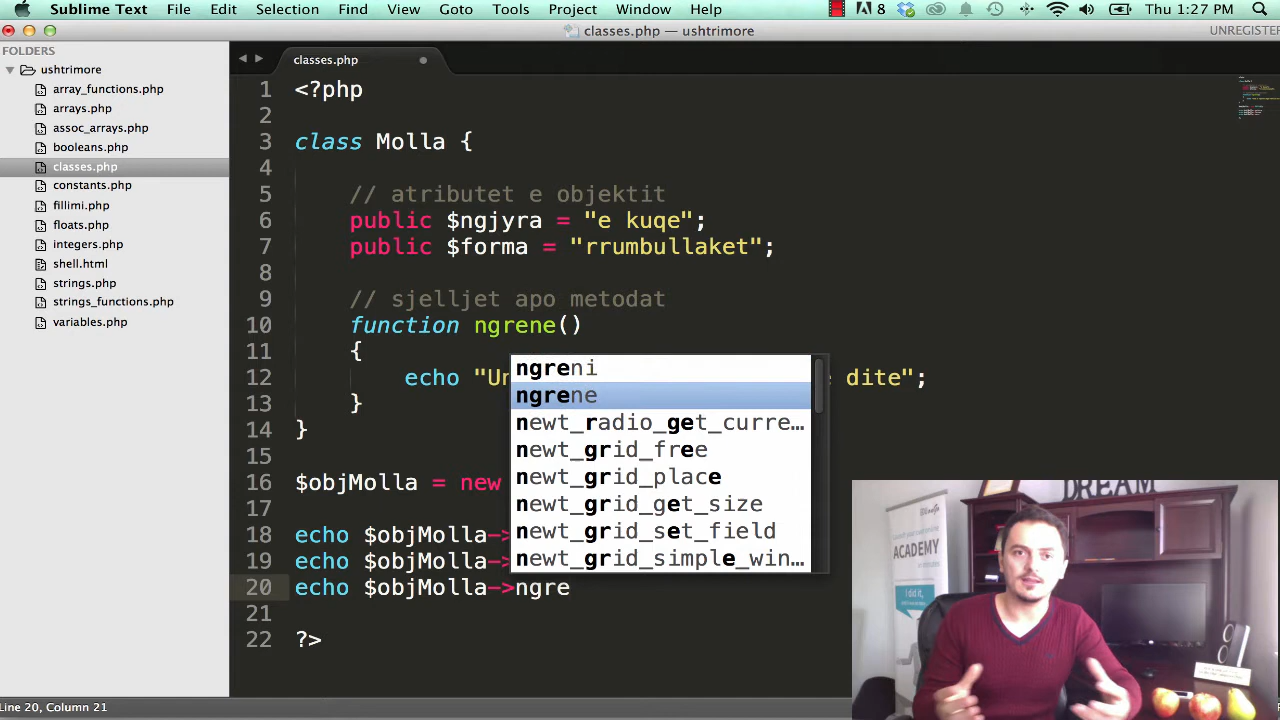 Sublime Text File Edit Selection Find View Goto Tools Project Window Help 8 Thu 1:27 PM
classes.php — ushtrimore UNREGISTER
FOLDERS
ushtrimore
array_functions.php
arrays.php
assoc_arrays.php
booleans.php
classes.php
constants.php
fillimi.php
floats.php
integers.php
shell.html
strings.php
strings_functions.php
variables.php
classes.php
1 <?php
2
3 class Molla {
4
5 // atributet e objektit
6 public $ngjyra = "e kuqe";
7 public $forma = "rrumbullaket";
8
9 // sjelljet apo metodat
10 function ngrene()
11 {
12 echo "Un dite";
13 }
14 }
15
16 $objMolla = new
17
18 echo $objMolla->
19 echo $objMolla->
20 echo $objMolla->ngre
21
22 ?>
ngreni
ngrene
newt_radio_get_curre…
newt_grid_free
newt_grid_place
newt_grid_get_size
newt_grid_set_field
newt_grid_simple_win…
DREAM
ACADEMY
I did it,
Line 20, Column 21